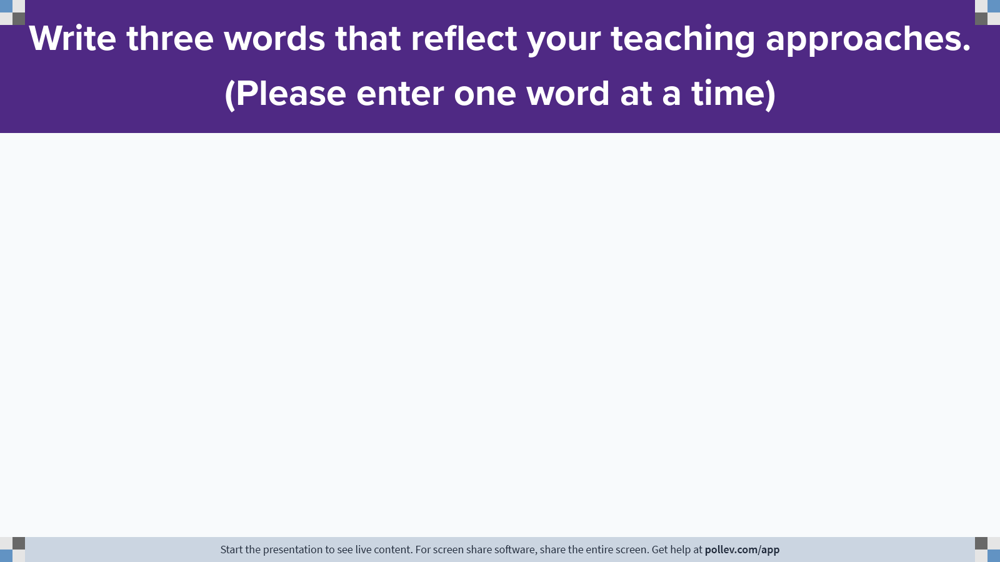 Write three words that reflect your teaching approaches.
(Please enter one word at a time)
Start the presentation to see live content. For screen share software, share the entire screen. Get help at pollev.com/app